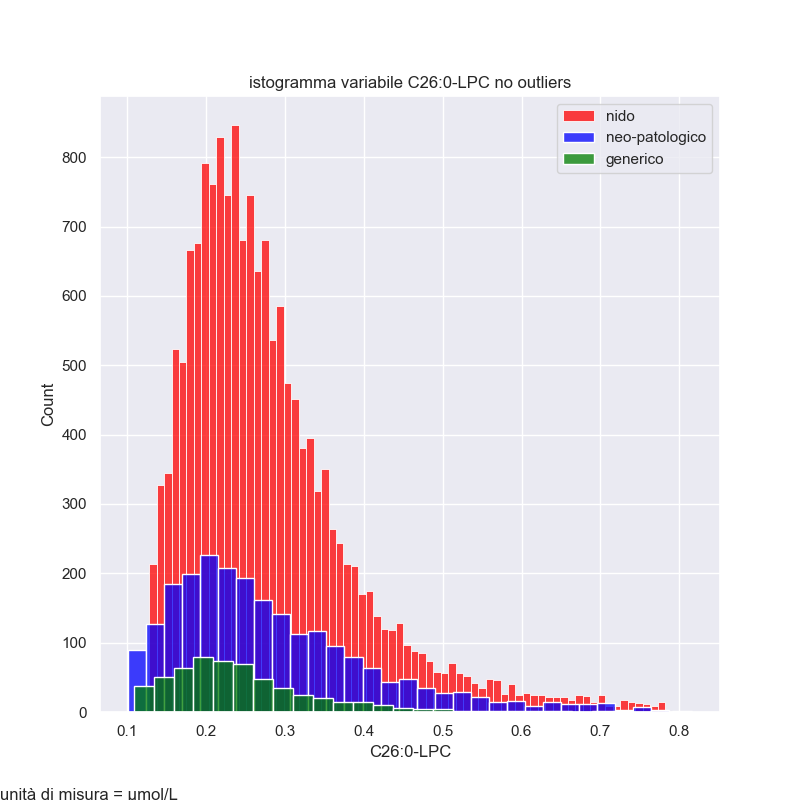 istogramma variabile C26:0-LPC no outliers
nido
neo-patologico
generico
Count
800
700
600
500
400
300
200
100
0
0.1 0.2 0.3 0.4 0.5 0.6 0.7 0.8
C26:0-LPC
unità di misura = μmol/L